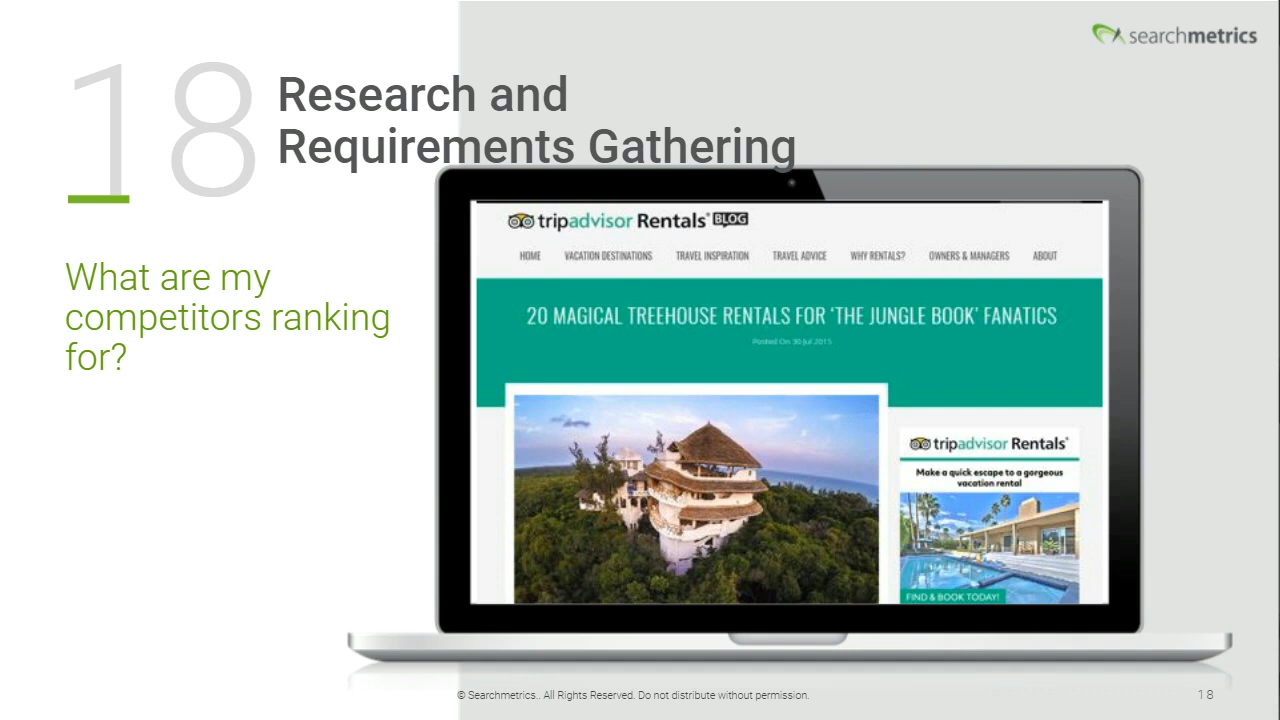 searchmetrics
18
Research and
Requirements Gathering
What are my
competitors ranking
for?
tripadvisor Rentals® BLOG
HOME VACATION DESTINATIONS TRAVEL INSPIRATION TRAVEL ADVICE WHY RENTALS? OWNERS & MANAGERS ABOUT
20 MAGICAL TREEHOUSE RENTALS FOR ‘THE JUNGLE BOOK’ FANATICS
Posted On 30 Jul 2015
tripadvisor Rentals®
Make a quick escape to a gorgeous
vacation rental
FIND & BOOK TODAY!
© Searchmetrics.. All Rights Reserved. Do not distribute without permission.
18